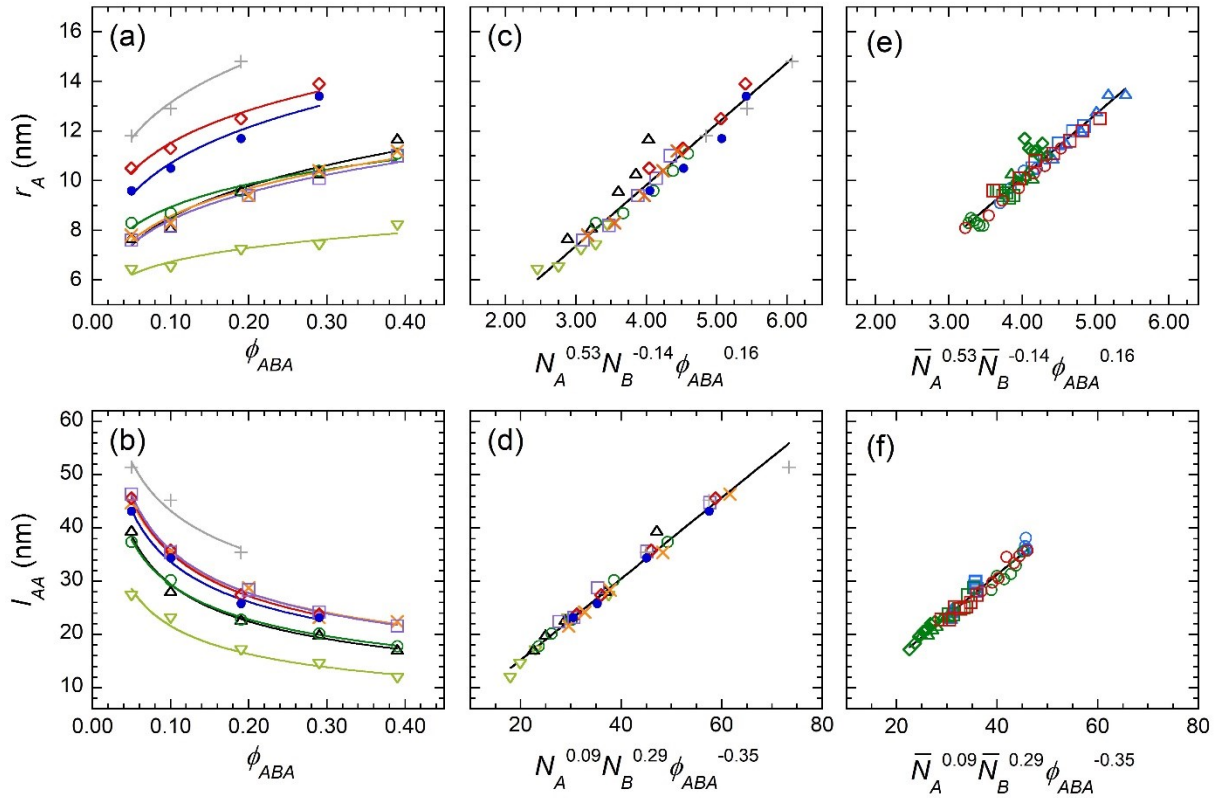 (a)
r_A (nm)
16
14
12
10
8
6
0.00 0.10 0.20 0.30 0.40
ϕ_ABA
(c)
2.00 3.00 4.00 5.00 6.00
N_A^0.53 N_B^-0.14 ϕ_ABA^0.16
(e)
2.00 3.00 4.00 5.00 6.00
N̅_A^0.53 N̅_B^-0.14 ϕ_ABA^0.16
(b)
l_AA (nm)
60
50
40
30
20
10
0.00 0.10 0.20 0.30 0.40
ϕ_ABA
(d)
20 40 60 80
N_A^0.09 N_B^0.29 ϕ_ABA^-0.35
(f)
20 40 60 80
N̅_A^0.09 N̅_B^0.29 ϕ_ABA^-0.35